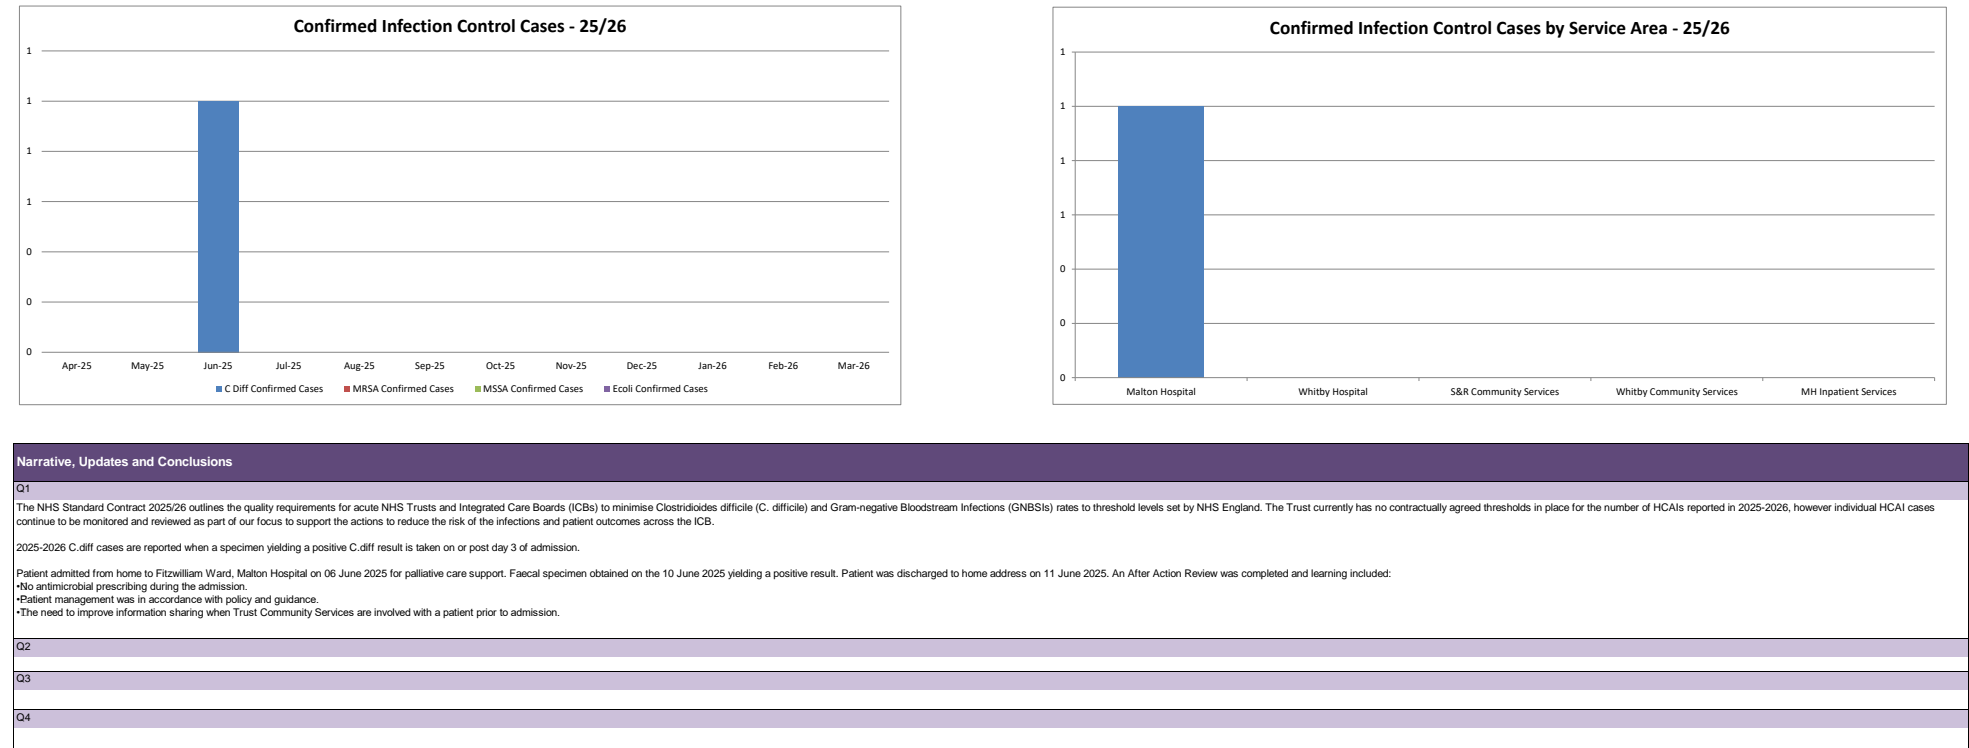 Confirmed Infection Control Cases - 25/26
1
1
1
1
0
0
0
Apr-25 May-25 Jun-25 Jul-25 Aug-25 Sep-25 Oct-25 Nov-25 Dec-25 Jan-26 Feb-26 Mar-26
C Diff Confirmed Cases MRSA Confirmed Cases MSSA Confirmed Cases Ecoli Confirmed Cases
Confirmed Infection Control Cases by Service Area - 25/26
1
1
1
1
0
0
0
Malton Hospital Whitby Hospital S&R Community Services Whitby Community Services MH Inpatient Services
Narrative, Updates and Conclusions
Q1
The NHS Standard Contract 2025/26 outlines the quality requirements for acute NHS Trusts and Integrated Care Boards (ICBs) to minimise Clostridioides difficile (C. difficile) and Gram-negative Bloodstream Infections (GNBSIs) rates to threshold levels set by NHS England. The Trust currently has no contractually agreed thresholds in place for the number of HCAIs reported in 2025-2026, however individual HCAI cases
continue to be monitored and reviewed as part of our focus to support the actions to reduce the risk of the infections and patient outcomes across the ICB.
2025-2026 C.diff cases are reported when a specimen yielding a positive C.diff result is taken on or post day 3 of admission.
Patient admitted from home to Fitzwilliam Ward, Malton Hospital on 06 June 2025 for palliative care support. Faecal specimen obtained on the 10 June 2025 yielding a positive result. Patient was discharged to home address on 11 June 2025. An After Action Review was completed and learning included:
•No antimicrobial prescribing during the admission.
•Patient management was in accordance with policy and guidance.
•The need to improve information sharing when Trust Community Services are involved with a patient prior to admission.
Q2
Q3
Q4